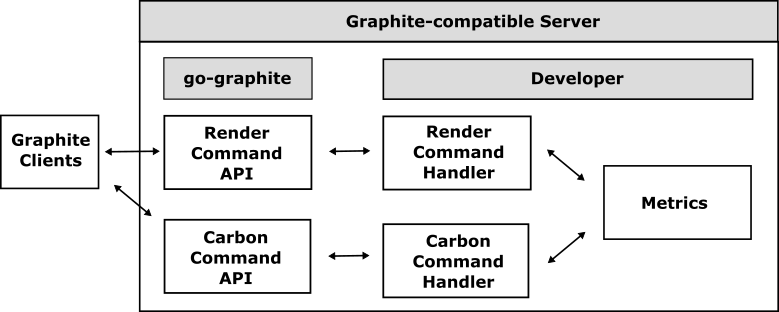 Graphite-compatible Server
go-graphite
Developer
Graphite
Clients
Render
Command
API
Render
Command
Handler
Metrics
Carbon
Command
API
Carbon
Command
Handler